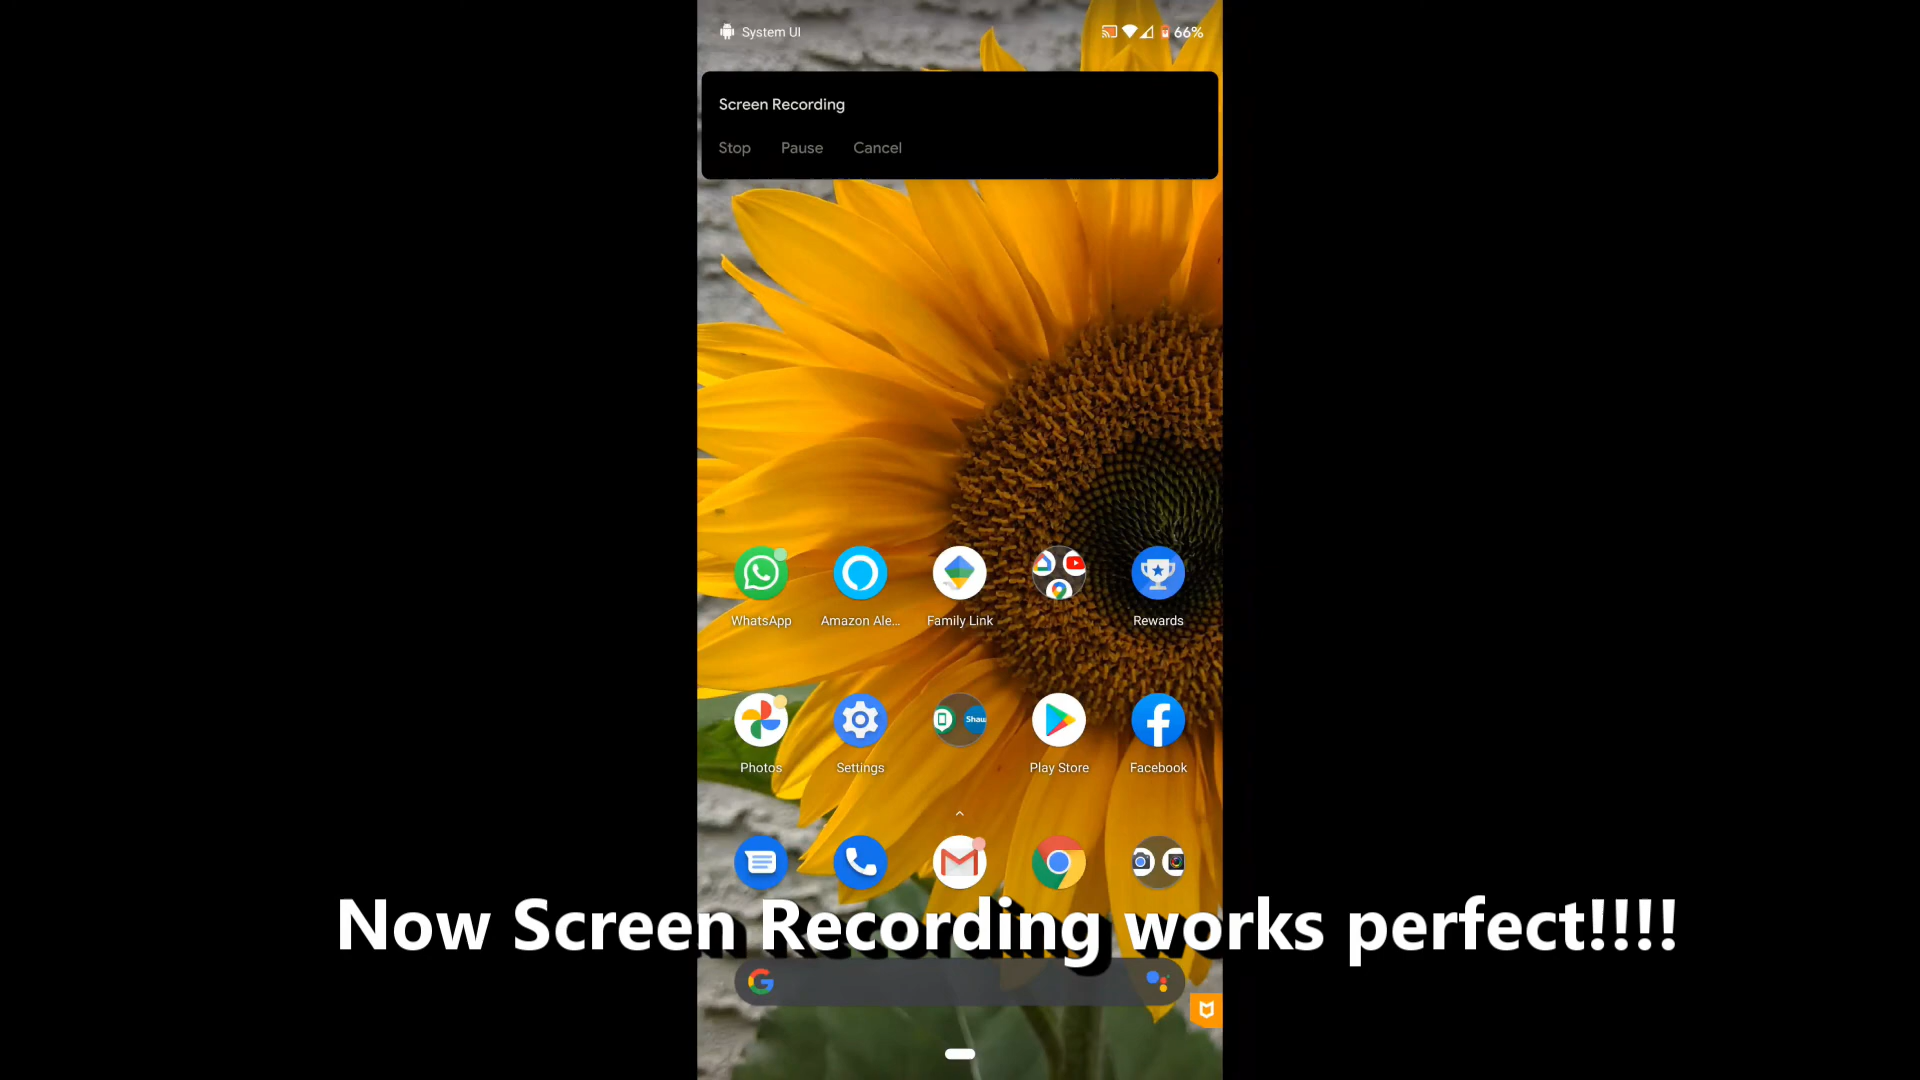 System UI
66%
Screen Recording
Stop Pause Cancel
WhatsApp Amazon Ale... Family Link Rewards
Shaw
Photos Settings Play Store Facebook
Now Screen Recording works perfect!!!!